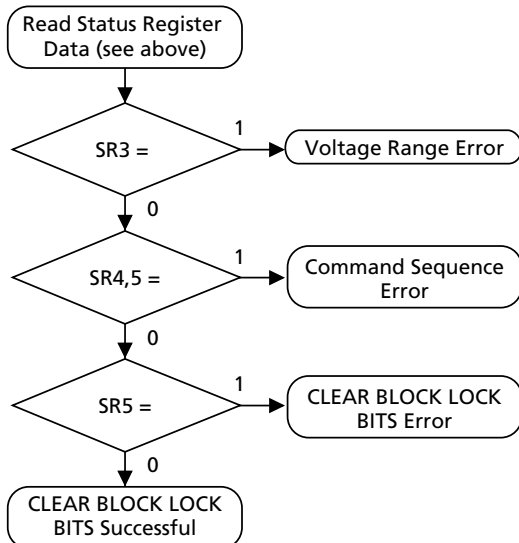 Read Status Register
Data (see above)
1
SR3 =
Voltage Range Error
0
1
SR4,5 =
Command Sequence
Error
0
1
SR5 =
CLEAR BLOCK LOCK
BITS Error
0
CLEAR BLOCK LOCK
BITS Successful